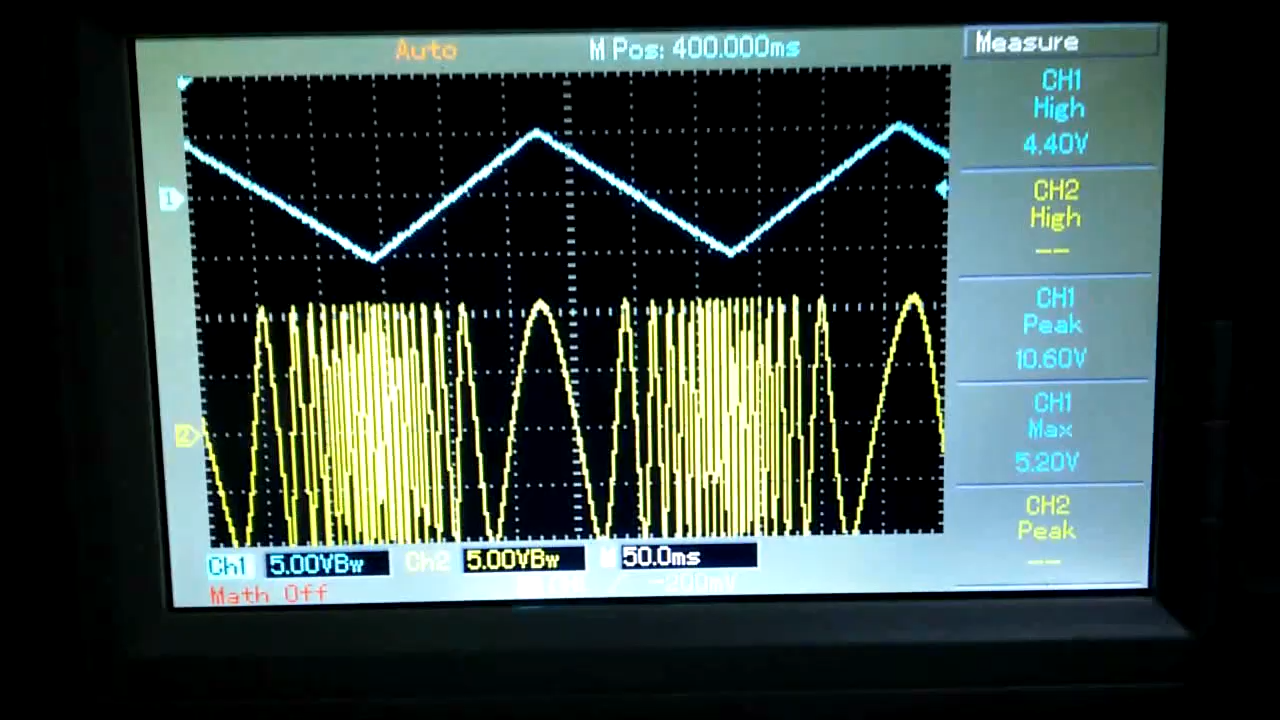 Auto M Pos: 400.000ms Measure
CH1
High
4.40V
1
CH2
High
--
CH1
Peak
10.60V
CH1
Max
5.20V
2
CH2
Peak
--
Ch1 5.00VBw Ch2 5.00VBw M 50.0ms
Math Off